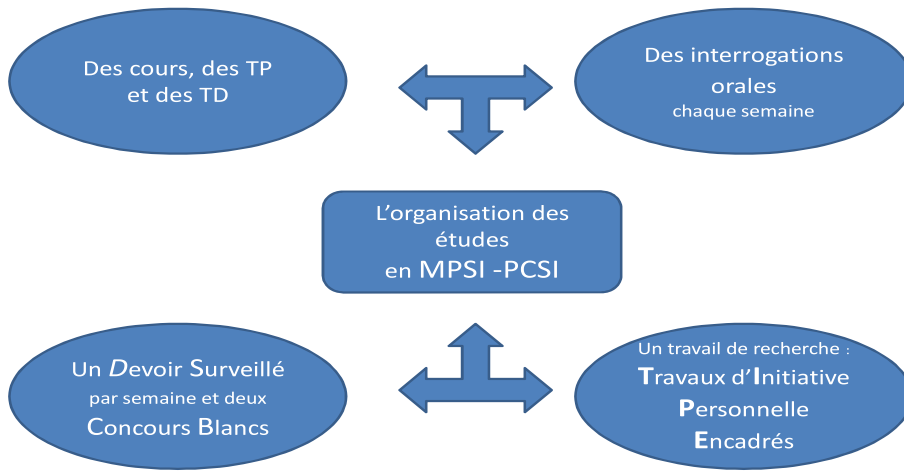 Des cours, des TP
et des TD
Des interrogations
orales
chaque semaine
L'organisation des
études
en MPSI -PCSI
Un Devoir Surveillé
par semaine et deux
Concours Blancs
Un travail de recherche :
Travaux d'Initiative
Personnelle
Encadrés